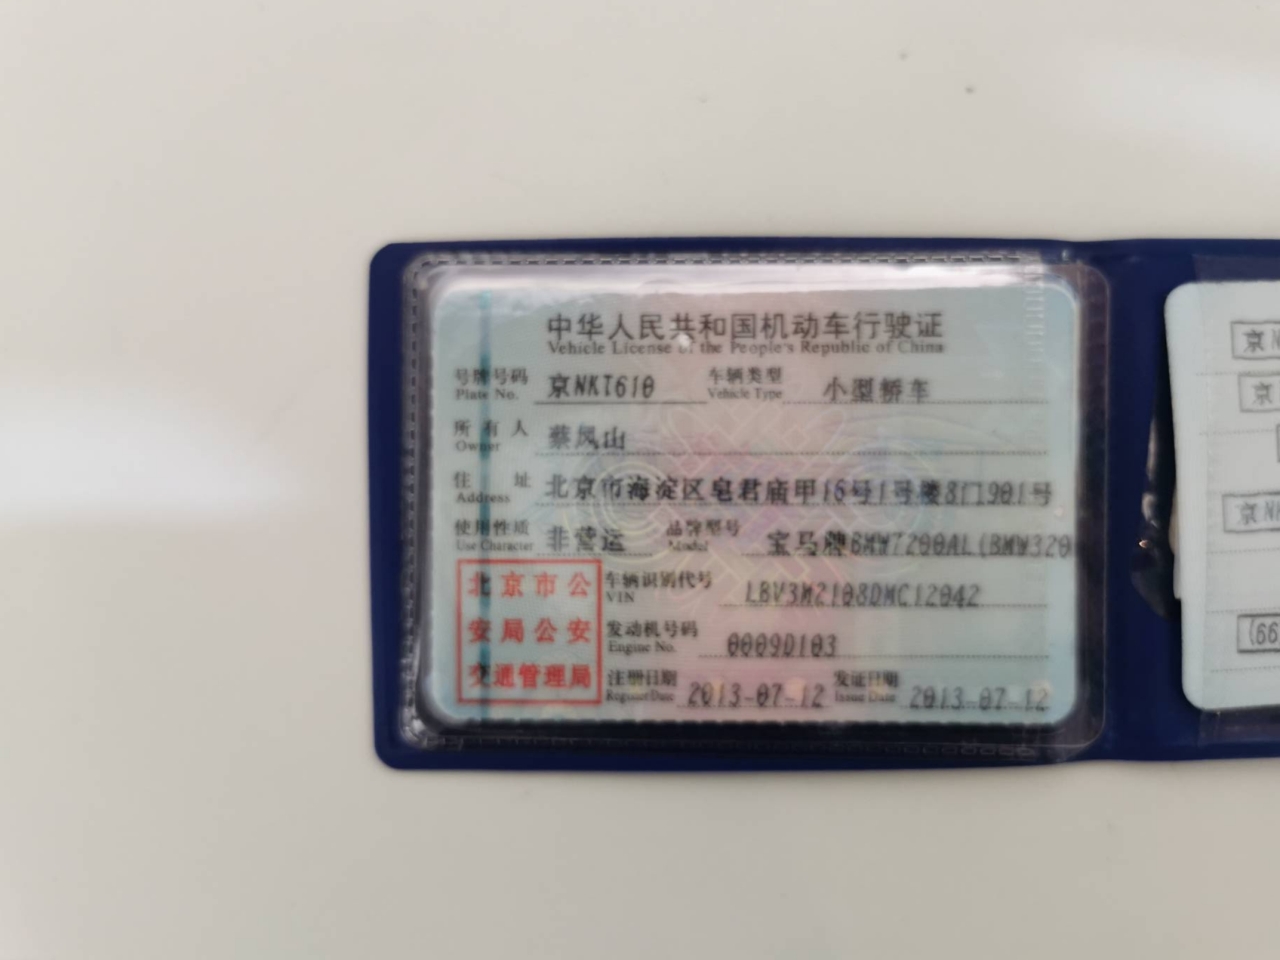 中华人民共和国机动车行驶证
Vehicle License of the People's Republic of China
号牌号码 京NKT610 车辆类型 小型轿车
Plate No. Vehicle Type
所有人 蔡凤山
Owner
住址 北京市海淀区皂君庙甲16号1号楼8门901号
Address
使用性质 非营运 品牌型号 宝马牌BMW7200AL(BMW320
Use Character Model
北京市公安局公安交通管理局
车辆识别代号 LBV3M2108DMC12042
VIN
发动机号码 0009D103
Engine No.
注册日期 2013-07-12 发证日期 2013-07-12
Register Date Issue Date
京N
京
京N
(66